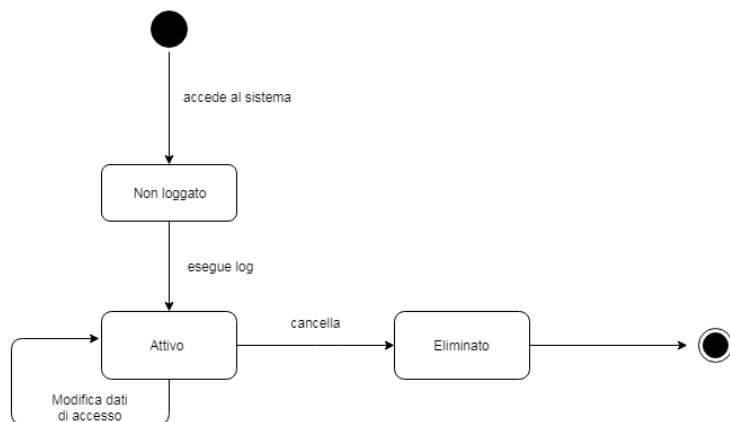 accede al sistema
Non loggato
esegue log
Attivo
cancella
Eliminato
Modifica dati
di accesso